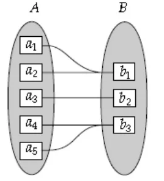 A B
a₁
a₂ b₁
a₃ b₂
a₄ b₃
a₅